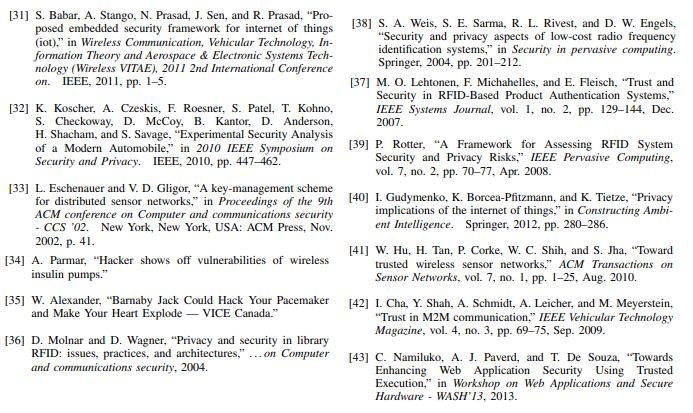 [31] S. Babar, A. Stango, N. Prasad, J. Sen, and R. Prasad, “Pro-
posed embedded security framework for internet of things
(iot),” in Wireless Communication, Vehicular Technology, In-
formation Theory and Aerospace & Electronic Systems Tech-
nology (Wireless VITAE), 2011 2nd International Conference
on. IEEE, 2011, pp. 1–5.
[32] K. Koscher, A. Czeskis, F. Roesner, S. Patel, T. Kohno,
S. Checkoway, D. McCoy, B. Kantor, D. Anderson,
H. Shacham, and S. Savage, “Experimental Security Analysis
of a Modern Automobile,” in 2010 IEEE Symposium on
Security and Privacy. IEEE, 2010, pp. 447–462.
[33] L. Eschenauer and V. D. Gligor, “A key-management scheme
for distributed sensor networks,” in Proceedings of the 9th
ACM conference on Computer and communications security
- CCS ’02. New York, New York, USA: ACM Press, Nov.
2002, p. 41.
[34] A. Parmar, “Hacker shows off vulnerabilities of wireless
insulin pumps.”
[35] W. Alexander, “Barnaby Jack Could Hack Your Pacemaker
and Make Your Heart Explode — VICE Canada.”
[36] D. Molnar and D. Wagner, “Privacy and security in library
RFID: issues, practices, and architectures,” ...on Computer
and communications security, 2004.
[38] S. A. Weis, S. E. Sarma, R. L. Rivest, and D. W. Engels,
“Security and privacy aspects of low-cost radio frequency
identification systems,” in Security in pervasive computing.
Springer, 2004, pp. 201–212.
[37] M. O. Lehtonen, F. Michahelles, and E. Fleisch, “Trust and
Security in RFID-Based Product Authentication Systems,”
IEEE Systems Journal, vol. 1, no. 2, pp. 129–144, Dec.
2007.
[39] P. Rotter, “A Framework for Assessing RFID System
Security and Privacy Risks,” IEEE Pervasive Computing,
vol. 7, no. 2, pp. 70–77, Apr. 2008.
[40] I. Gudymenko, K. Borcea-Pfitzmann, and K. Tietze, “Privacy
implications of the internet of things,” in Constructing Ambi-
ent Intelligence. Springer, 2012, pp. 280–286.
[41] W. Hu, H. Tan, P. Corke, W. C. Shih, and S. Jha, “Toward
trusted wireless sensor networks,” ACM Transactions on
Sensor Networks, vol. 7, no. 1, pp. 1–25, Aug. 2010.
[42] I. Cha, Y. Shah, A. Schmidt, A. Leicher, and M. Meyerstein,
“Trust in M2M communication,” IEEE Vehicular Technology
Magazine, vol. 4, no. 3, pp. 69–75, Sep. 2009.
[43] C. Namiluko, A. J. Paverd, and T. De Souza, “Towards
Enhancing Web Application Security Using Trusted
Execution,” in Workshop on Web Applications and Secure
Hardware - WASH’13, 2013.